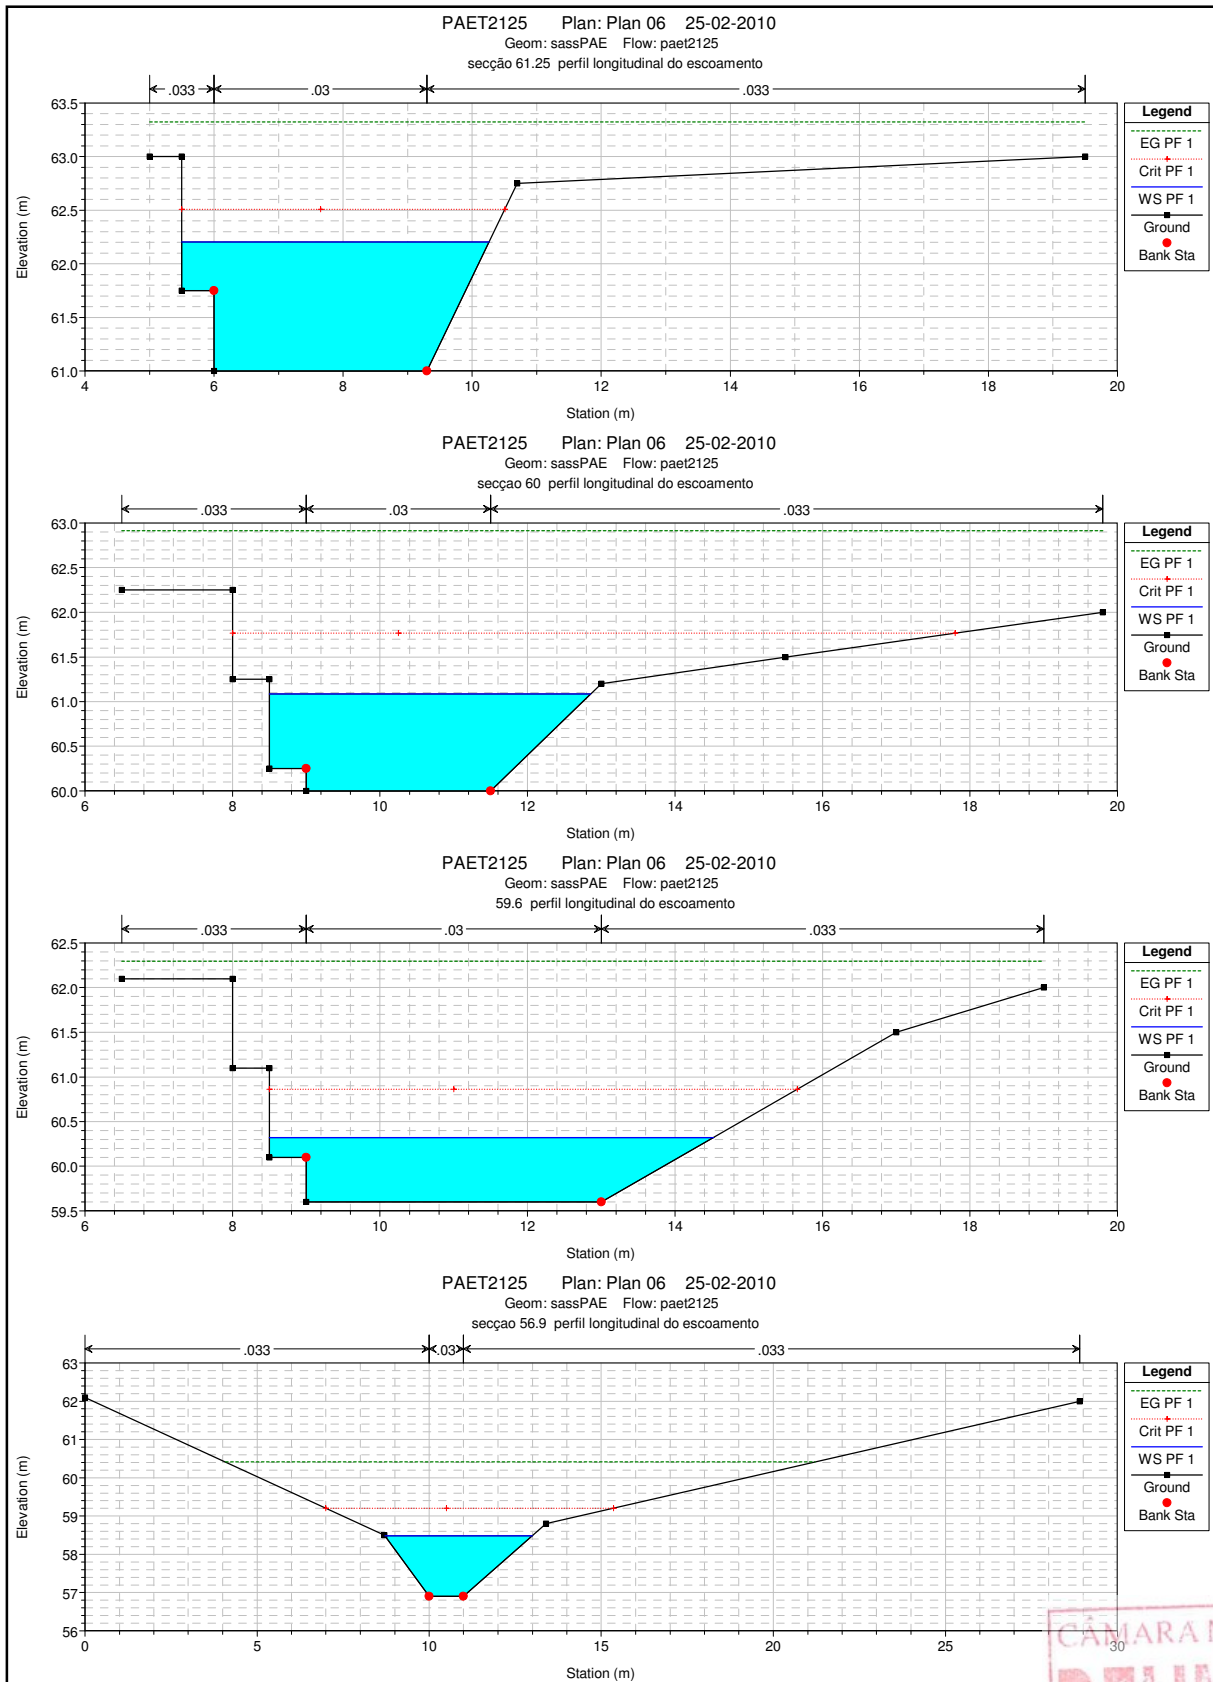 PAET2125 Plan: Plan 06 25-02-2010
Geom: sassPAE Flow: paet2125
secção 61.25 perfil longitudinal do escoamento
.033 .03 .033
63.5
63.0
62.5
62.0
61.5
61.0
Elevation (m)
4 6 8 10 12 14 16 18 20
Station (m)
Legend
EG PF 1
Crit PF 1
WS PF 1
Ground
Bank Sta
PAET2125 Plan: Plan 06 25-02-2010
Geom: sassPAE Flow: paet2125
secçao 60 perfil longitudinal do escoamento
.033 .03 .033
63.0
62.5
62.0
61.5
61.0
60.5
60.0
Elevation (m)
6 8 10 12 14 16 18 20
Station (m)
Legend
EG PF 1
Crit PF 1
WS PF 1
Ground
Bank Sta
PAET2125 Plan: Plan 06 25-02-2010
Geom: sassPAE Flow: paet2125
59.6 perfil longitudinal do escoamento
.033 .03 .033
62.5
62.0
61.5
61.0
60.5
60.0
59.5
Elevation (m)
6 8 10 12 14 16 18 20
Station (m)
Legend
EG PF 1
Crit PF 1
WS PF 1
Ground
Bank Sta
PAET2125 Plan: Plan 06 25-02-2010
Geom: sassPAE Flow: paet2125
secçao 56.9 perfil longitudinal do escoamento
.033 .03 .033
63
62
61
60
59
58
57
56
Elevation (m)
0 5 10 15 20 25 30
Station (m)
Legend
EG PF 1
Crit PF 1
WS PF 1
Ground
Bank Sta
CÂMARA